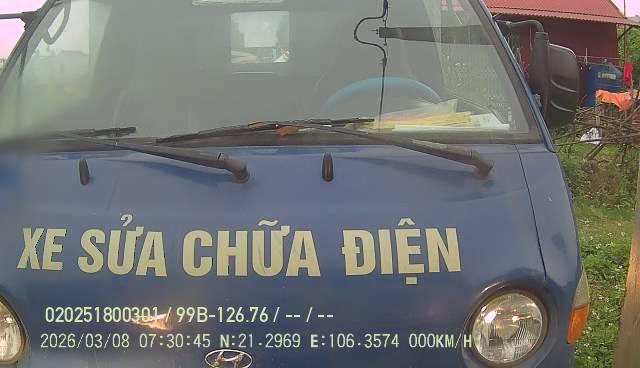 XE SỬA CHỮA ĐIỆN
020251800301 / 99B-126.76 / -- / --
2026/03/08 07:30:45 N:21.2969 E:106.3574 000KM/H